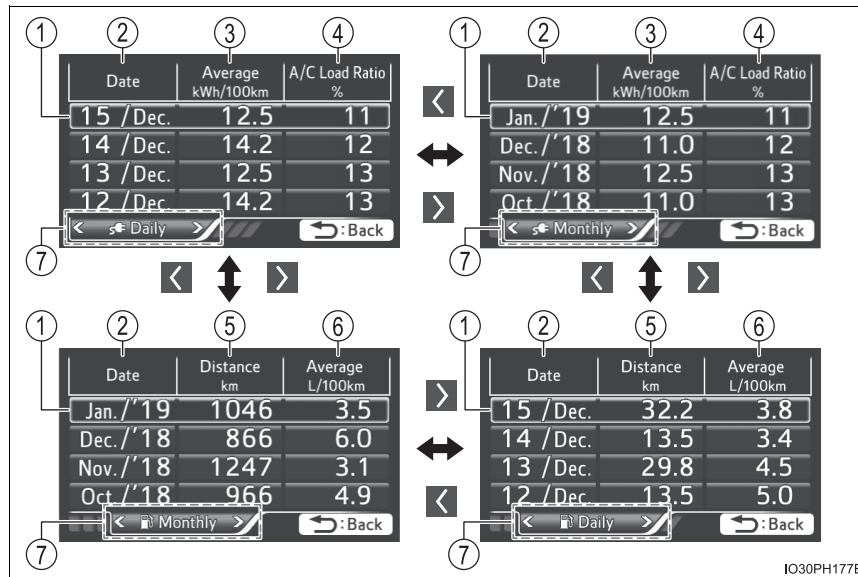 1 2 3 4
Date Average A/C Load Ratio
kWh/100km %
15 /Dec. 12.5 11
14 /Dec. 14.2 12
13 /Dec. 12.5 13
12 /Dec. 14.2 13
< Daily > Back
7
1 2 3 4
Date Average A/C Load Ratio
kWh/100km %
Jan./'19 12.5 11
Dec./'18 11.0 12
Nov./'18 12.5 13
Oct./'18 11.0 13
< Monthly > :Back
7
1 2 5 6
Date Distance Average
km L/100km
Jan./'19 1046 3.5
Dec./'18 866 6.0
Nov./'18 1247 3.1
Oct./'18 966 4.9
< Monthly > :Back
7
1 2 5 6
Date Distance Average
km L/100km
15 /Dec. 32.2 3.8
14 /Dec. 13.5 3.4
13 /Dec. 29.8 4.5
12 /Dec. 13.5 5.0
< Daily > :Back
7
IO30PH177E